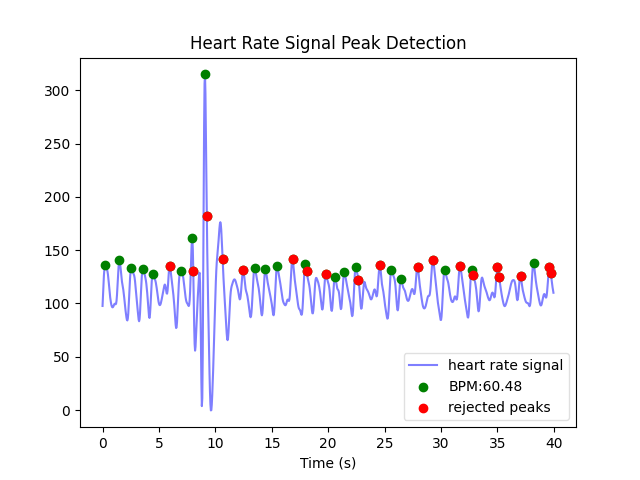 Heart Rate Signal Peak Detection
300
250
200
150
100
50
0
0 5 10 15 20 25 30 35 40
Time (s)
heart rate signal
BPM:60.48
rejected peaks